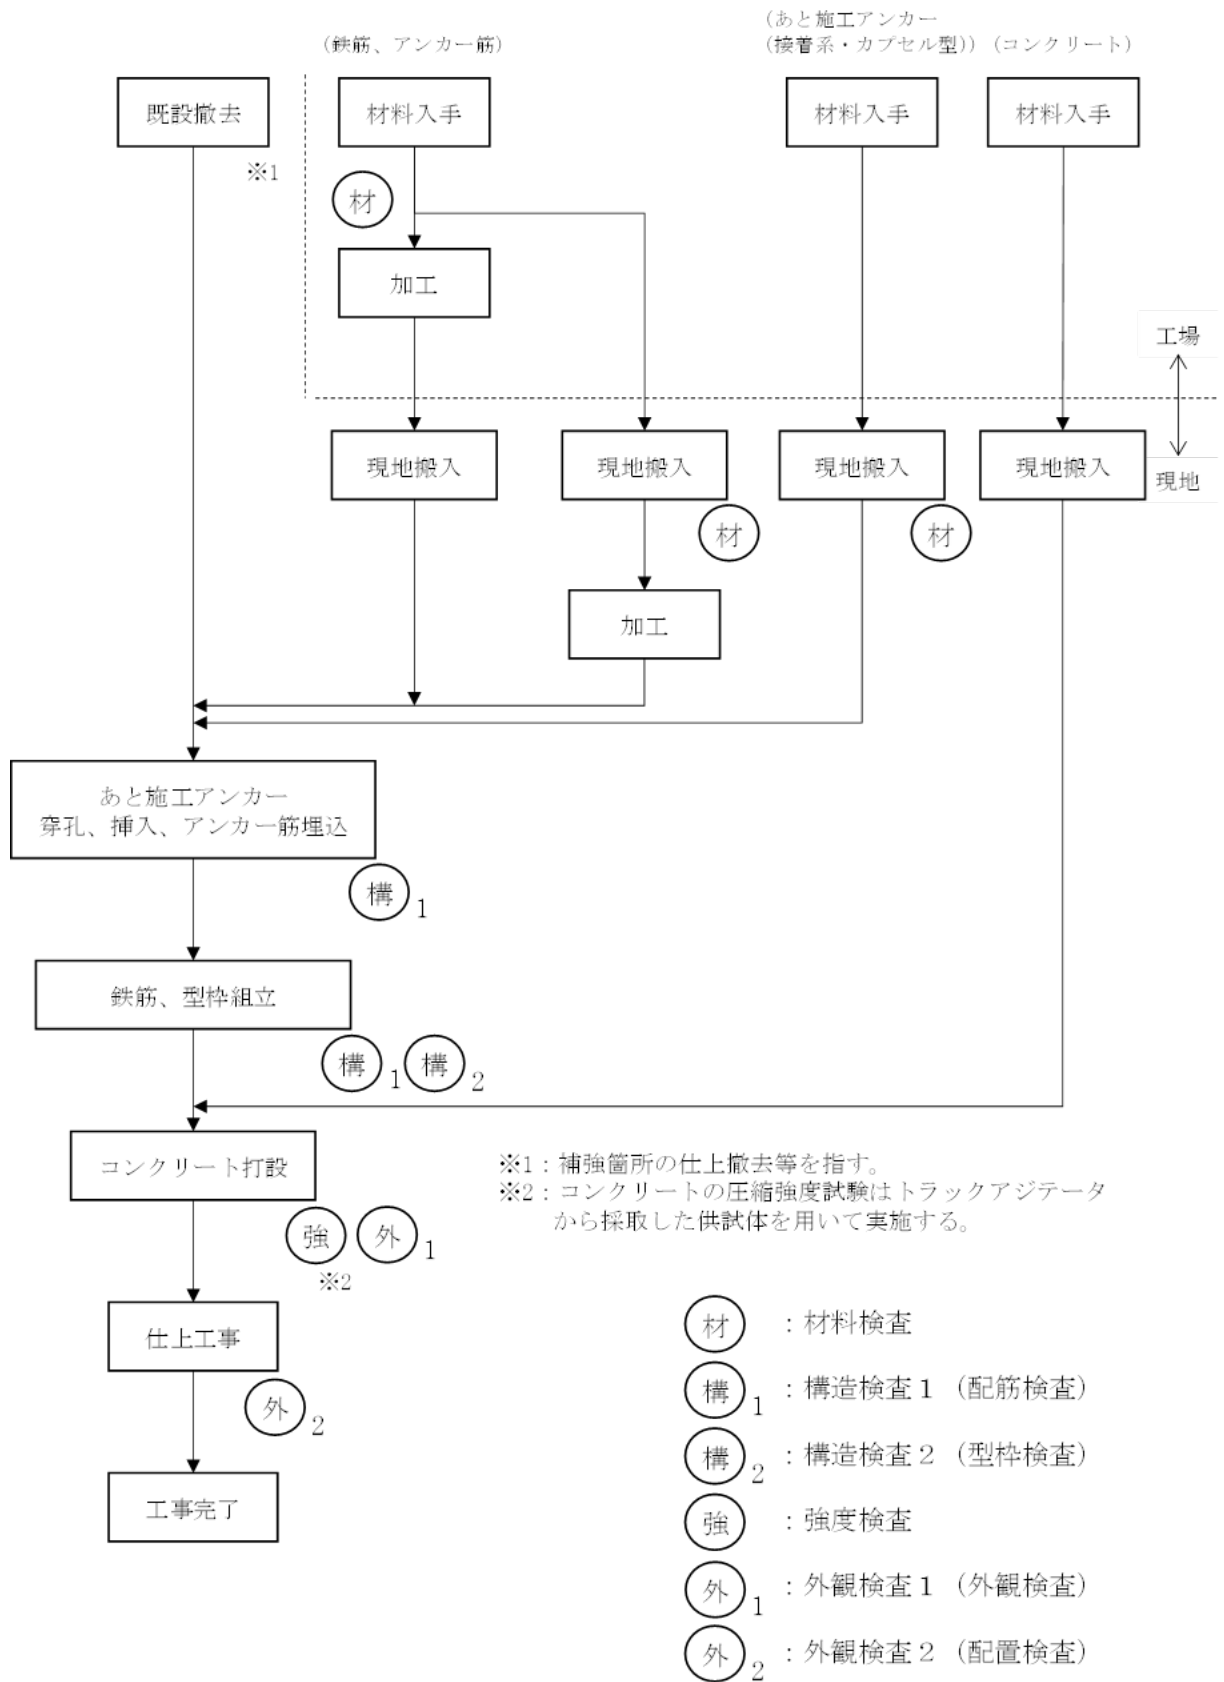 (あと施工アンカー
(鉄筋、アンカー筋)
(接着系・カプセル型)) (コンクリート)
既設撤去
材料入手
材料入手
材料入手
※1
材
加工
工場
現地搬入
現地搬入
現地搬入
現地搬入
現地
材
材
加工
あと施工アンカー
穿孔、挿入、アンカー筋埋込
構1
鉄筋、型枠組立
構1 構2
コンクリート打設
※1：補強箇所の仕上撤去等を指す。
※2：コンクリートの圧縮強度試験はトラックアジテータ
から採取した供試体を用いて実施する。
強 外1
※2
仕上工事
外2
工事完了
材 ：材料検査
構1 ：構造検査１ (配筋検査)
構2 ：構造検査２ (型枠検査)
強 ：強度検査
外1 ：外観検査１ (外観検査)
外2 ：外観検査２ (配置検査)